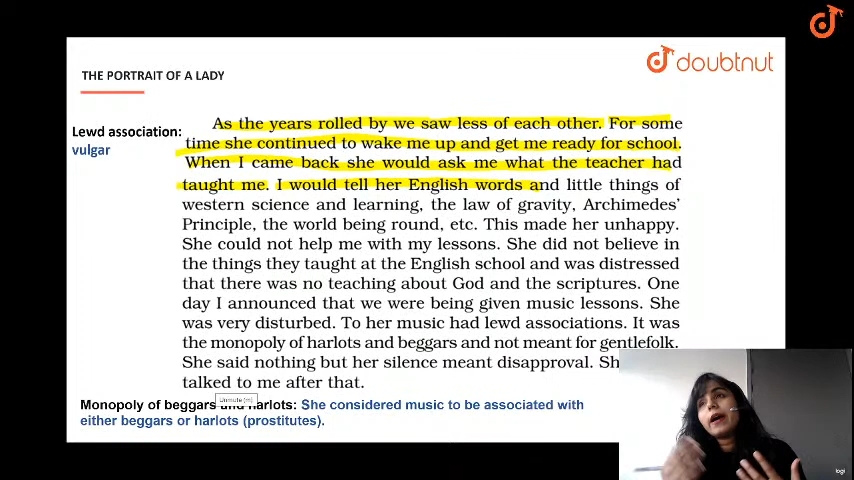 doubtnut
THE PORTRAIT OF A LADY
Lewd association:
vulgar
As the years rolled by we saw less of each other. For some
time she continued to wake me up and get me ready for school.
When I came back she would ask me what the teacher had
taught me. I would tell her English words and little things of
western science and learning, the law of gravity, Archimedes'
Principle, the world being round, etc. This made her unhappy.
She could not help me with my lessons. She did not believe in
the things they taught at the English school and was distressed
that there was no teaching about God and the scriptures. One
day I announced that we were being given music lessons. She
was very disturbed. To her music had lewd associations. It was
the monopoly of harlots and beggars and not meant for gentlefolk.
She said nothing but her silence meant disapproval.
talked to me after that.
Unmute (m)
Monopoly of beggars and harlots: She considered music to be associated with
either beggars or harlots (prostitutes).
logi